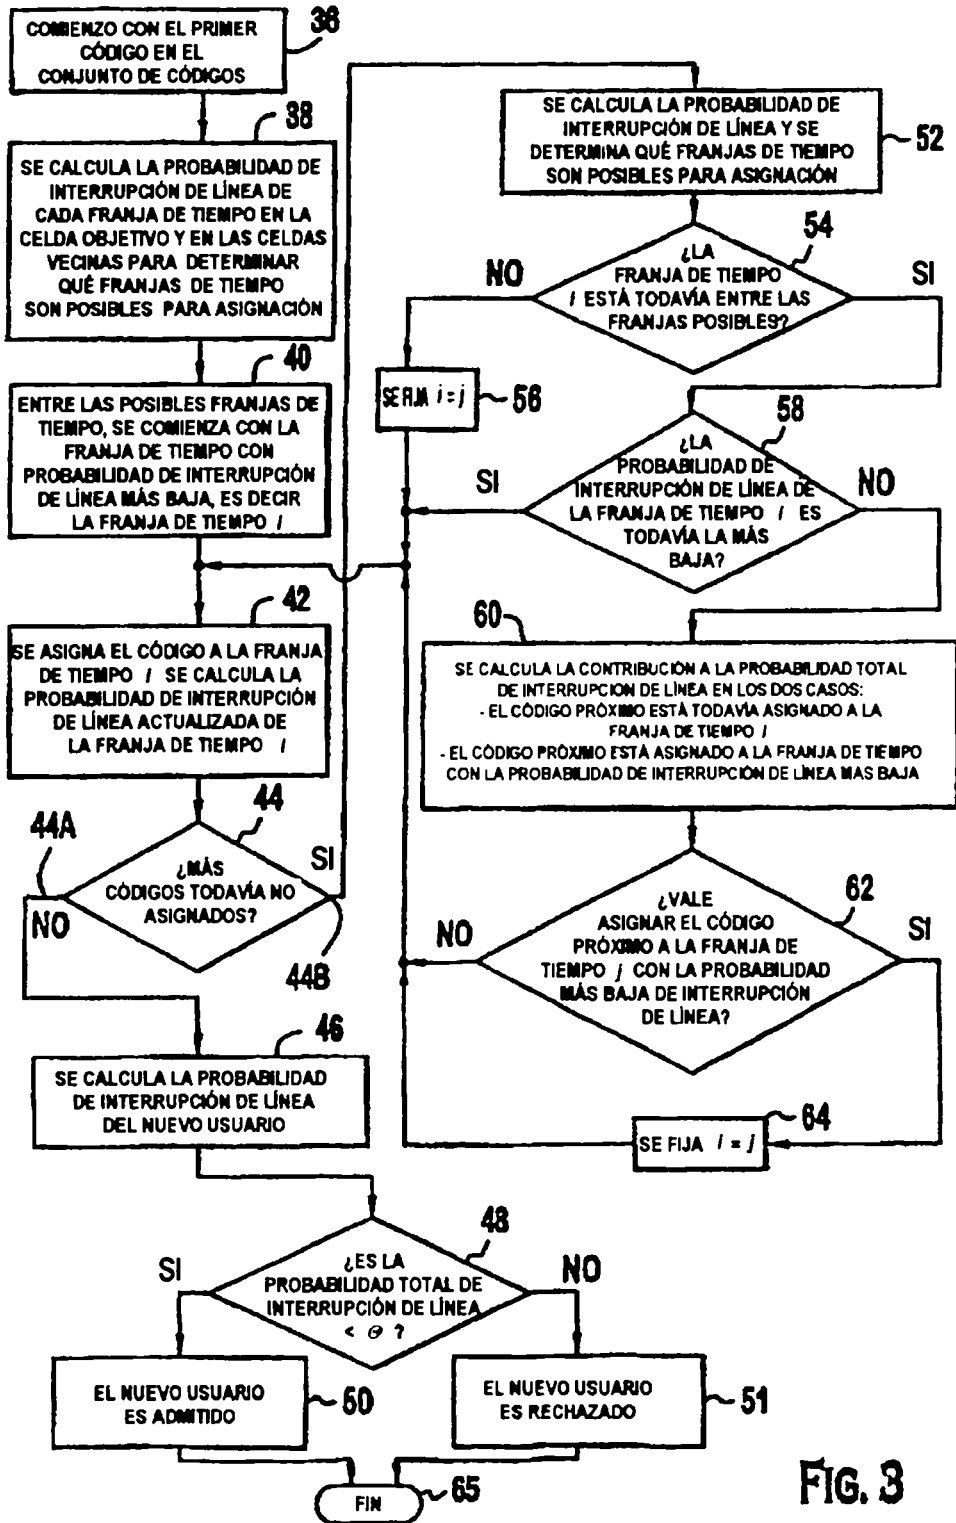 COMIENZO CON EL PRIMER
CÓDIGO EN EL
CONJUNTO DE CÓDIGOS
36
38
SE CALCULA LA PROBABILIDAD DE
INTERRUPCIÓN DE LÍNEA DE
CADA FRANJA DE TIEMPO EN LA
CELDA OBJETIVO Y EN LAS CELDAS
VECINAS PARA DETERMINAR
QUÉ FRANJAS DE TIEMPO
SON POSIBLES PARA ASIGNACIÓN
40
ENTRE LAS POSIBLES FRANJAS DE
TIEMPO, SE COMIENZA CON LA
FRANJA DE TIEMPO CON
PROBABILIDAD DE INTERRUPCIÓN
DE LÍNEA MÁS BAJA, ES DECIR
LA FRANJA DE TIEMPO i
42
SE ASIGNA EL CÓDIGO A LA FRANJA
DE TIEMPO i SE CALCULA LA
PROBABILIDAD DE INTERRUPCIÓN
DE LÍNEA ACTUALIZADA DE
LA FRANJA DE TIEMPO i
44
44A
¿MÁS
CÓDIGOS TODAVÍA NO
ASIGNADOS?
SI
NO
44B
46
SE CALCULA LA PROBABILIDAD
DE INTERRUPCIÓN DE LÍNEA
DEL NUEVO USUARIO
48
¿ES LA
PROBABILIDAD TOTAL DE
INTERRUPCIÓN DE LÍNEA
< Θ ?
SI
NO
EL NUEVO USUARIO
ES ADMITIDO
50
EL NUEVO USUARIO
ES RECHAZADO
51
FIN
65
SE CALCULA LA PROBABILIDAD DE
INTERRUPCIÓN DE LÍNEA Y SE
DETERMINA QUÉ FRANJAS DE TIEMPO
SON POSIBLES PARA ASIGNACIÓN
52
54
¿LA
FRANJA DE TIEMPO
i ESTÁ TODAVÍA ENTRE LAS
FRANJAS POSIBLES?
NO
SI
SE FIJA i = j
56
58
¿LA
PROBABILIDAD DE
INTERRUPCIÓN DE LÍNEA DE
LA FRANJA DE TIEMPO i ES
TODAVÍA LA MÁS
BAJA?
SI
NO
60
SE CALCULA LA CONTRIBUCIÓN A LA PROBABILIDAD TOTAL
DE INTERRUPCION DE LÍNEA EN LOS DOS CASOS:
- EL CÓDIGO PRÓXIMO ESTÁ TODAVÍA ASIGNADO A LA
FRANJA DE TIEMPO i
- EL CÓDIGO PRÓXIMO ESTÁ ASIGNADO A LA FRANJA DE TIEMPO
CON LA PROBABILIDAD DE INTERRUPCIÓN DE LÍNEA MAS BAJA
62
¿VALE
ASIGNAR EL CÓDIGO
PRÓXIMO A LA FRANJA DE
TIEMPO j CON LA PROBABILIDAD
MÁS BAJA DE INTERRUPCIÓN
DE LÍNEA?
NO
SI
64
SE FIJA i = j
FIG. 3